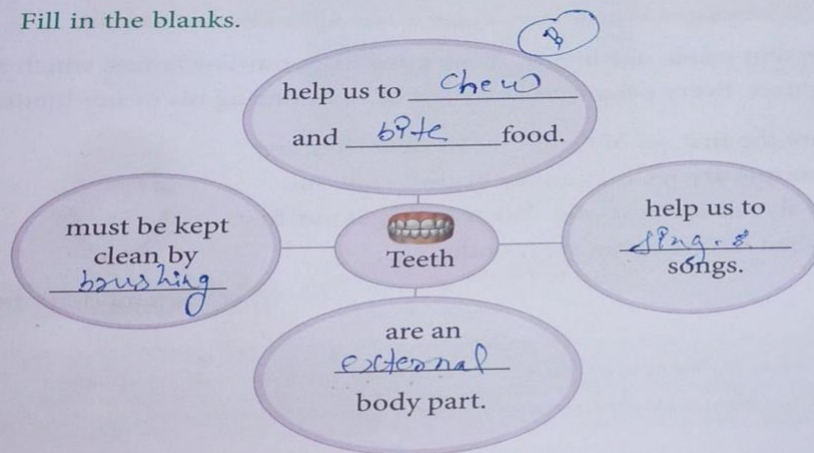 Fill in the blanks.
help us to chew
and bite food.
must be kept
clean by
brushing
Teeth
help us to
sing.
songs.
are an
external
body part.